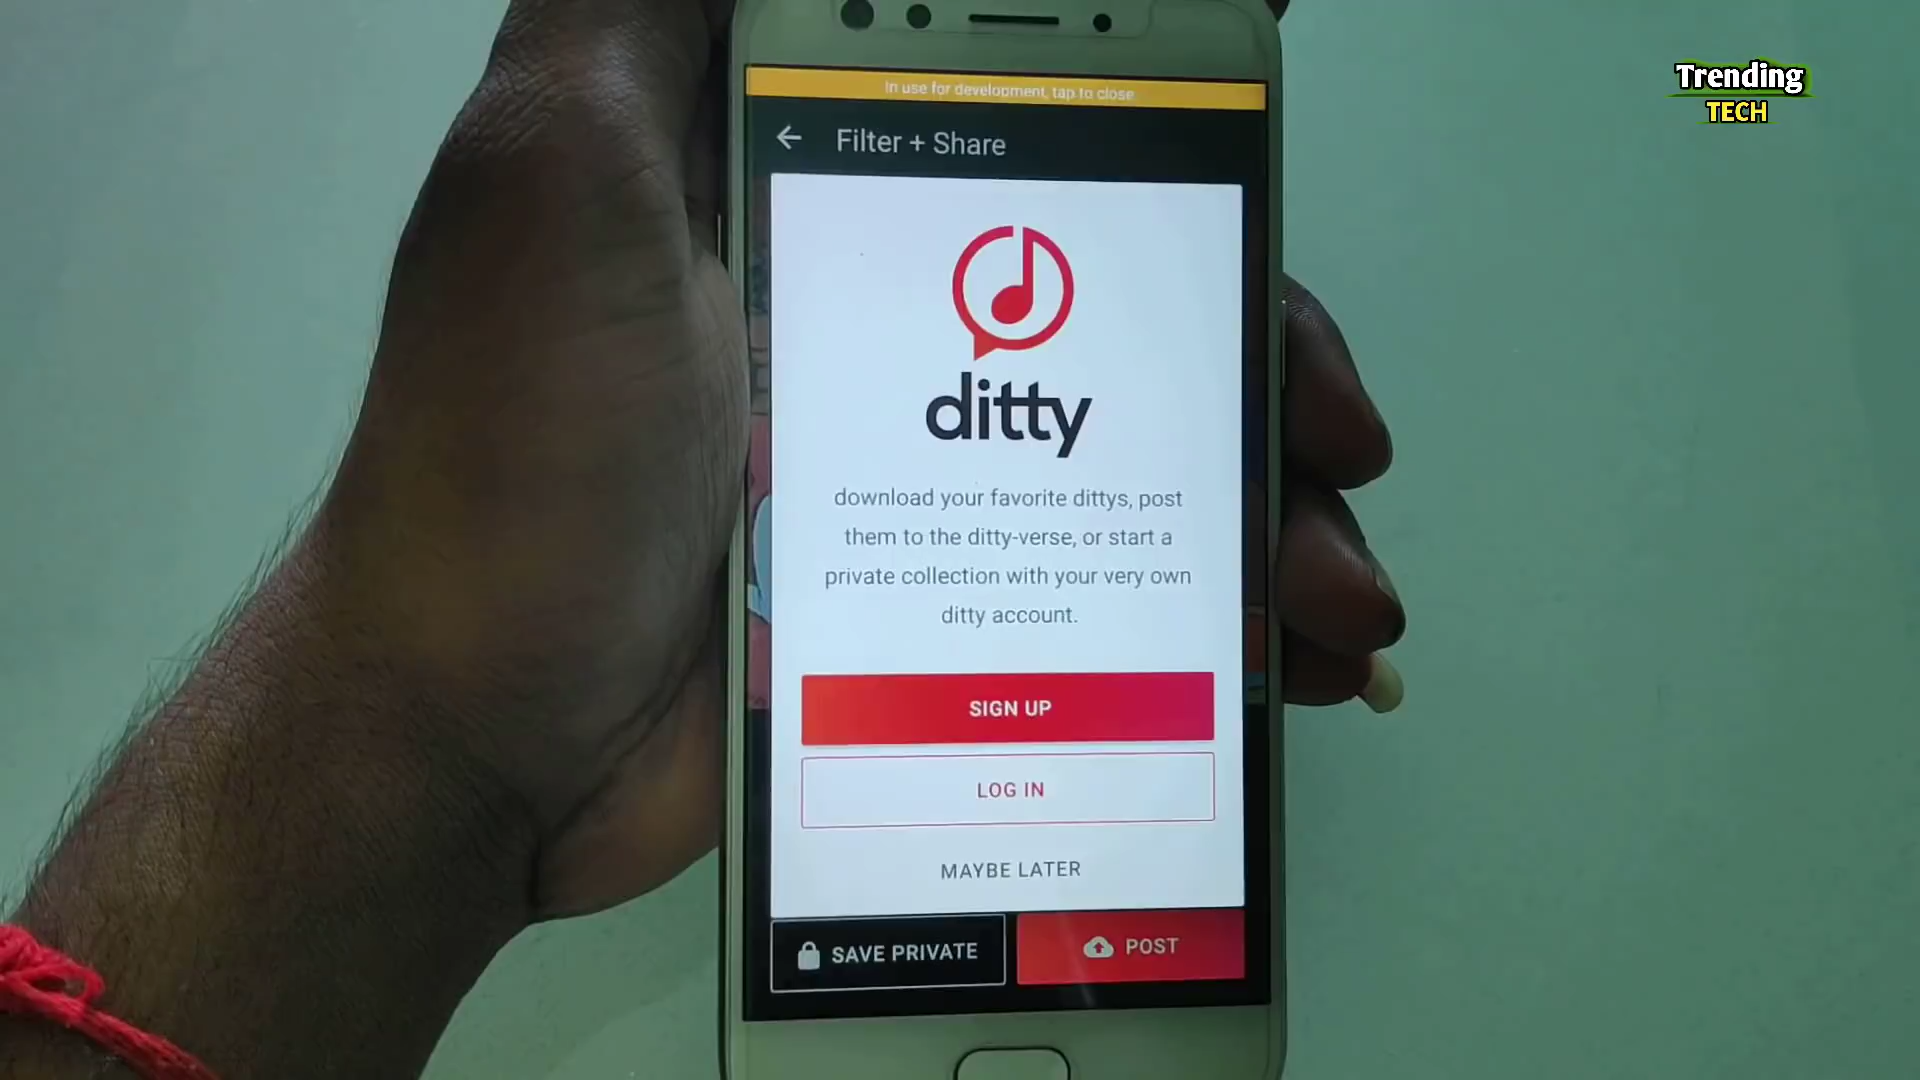 Trending
TECH
In use for development, tap to close
Filter + Share
ditty
download your favorite dittys, post
them to the ditty-verse, or start a
private collection with your very own
ditty account.
SIGN UP
LOG IN
MAYBE LATER
SAVE PRIVATE
POST